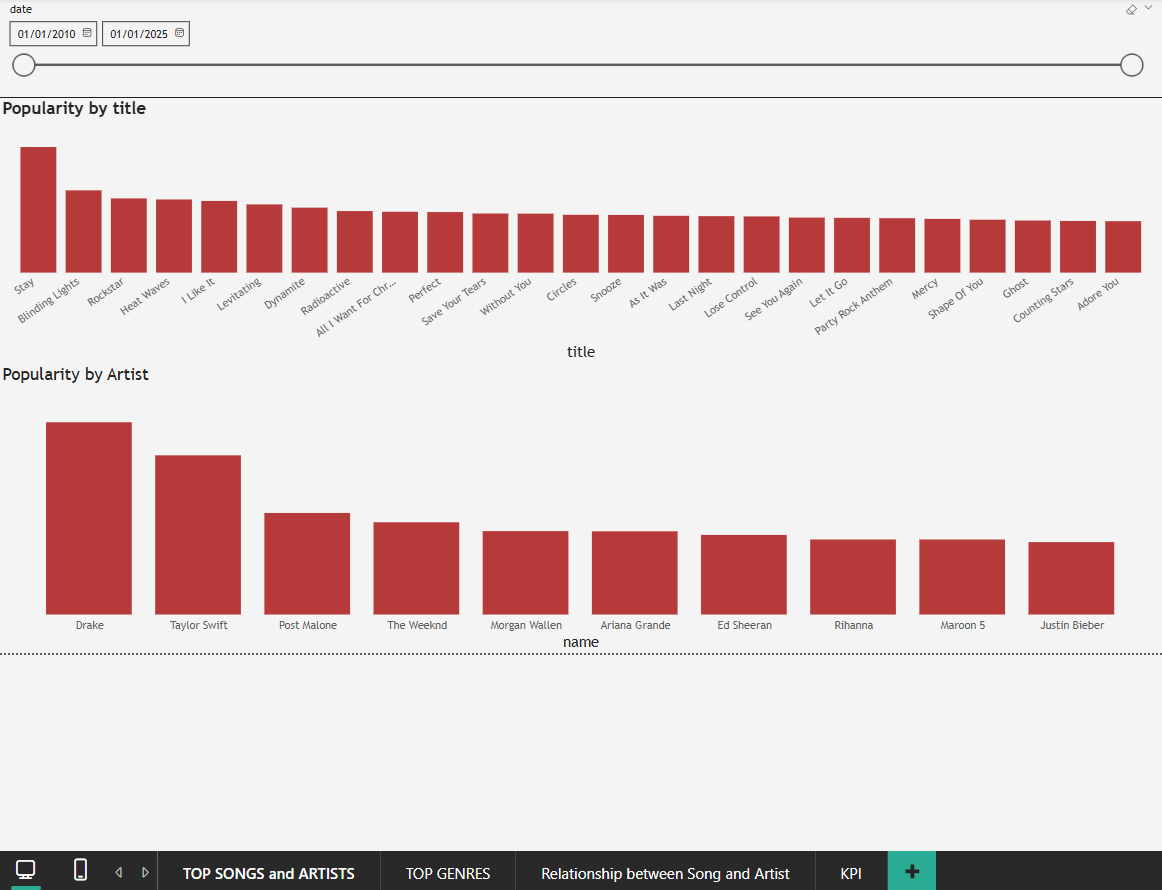 date
01/01/2010 01/01/2025
Popularity by title
Stay Blinding Lights Rockstar Heat Waves I Like It Levitating Dynamite Radioactive All I Want For Chr... Perfect Save Your Tears Without You Circles Snooze As It Was Last Night Lose Control See You Again Let It Go Party Rock Anthem Mercy Shape Of You Ghost Counting Stars Adore You
title
Popularity by Artist
Drake Taylor Swift Post Malone The Weeknd Morgan Wallen Ariana Grande Ed Sheeran Rihanna Maroon 5 Justin Bieber
name
TOP SONGS and ARTISTS TOP GENRES Relationship between Song and Artist KPI +